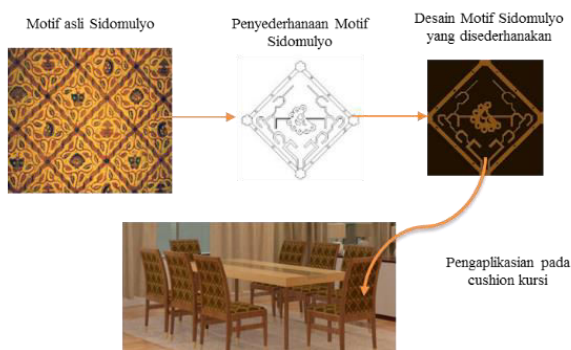 Motif asli Sidomulyo
Penyederhanaan Motif
Sidomulyo
Desain Motif Sidomulyo
yang disederhanakan
Pengaplikasian pada
cushion kursi